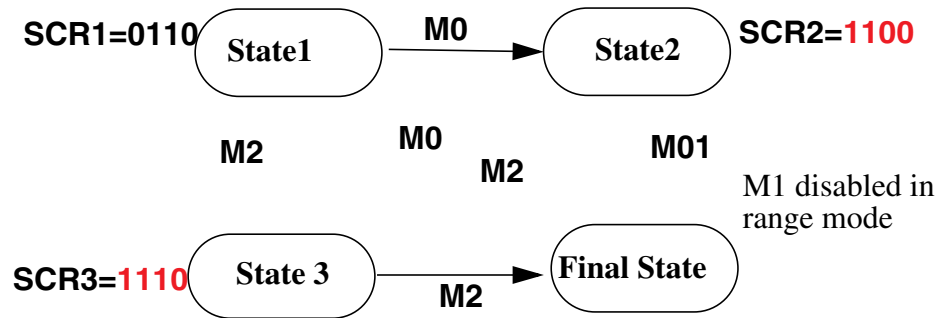 SCR1=0110
State1
M0
State2
SCR2=1100
M2
M0
M2
M01
M1 disabled in
range mode
SCR3=1110
State 3
M2
Final State